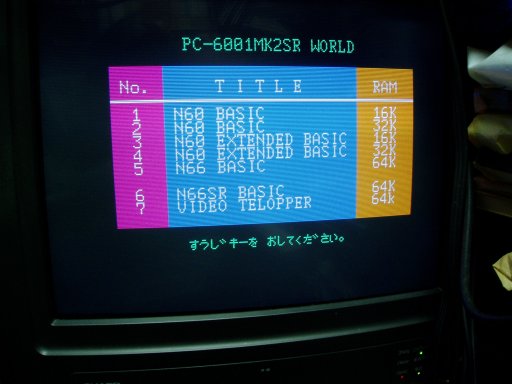 PC-6001MK2SR WORLD
No. TITLE RAM
1 N60 BASIC 16K
2 N60 BASIC 32K
3 N60 EXTENDED BASIC 16K
4 N60 EXTENDED BASIC 32K
5 N66 BASIC 64K
6 N66SR BASIC 64K
7 VIDEO TELOPPER 64k
すうじキーを おしてください。